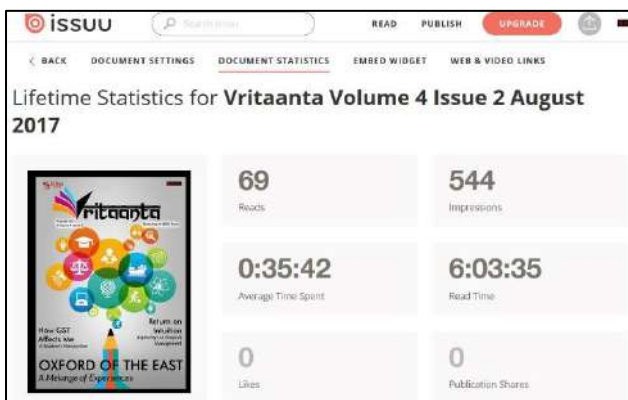 issuu
Search Issuu
READ
PUBLISH
UPGRADE
< BACK
DOCUMENT SETTINGS
DOCUMENT STATISTICS
EMBED WIDGET
WEB & VIDEO LINKS
Lifetime Statistics for Vritaanta Volume 4 Issue 2 August
2017
69
Reads
544
Impressions
0:35:42
Average Time Spent
6:03:35
Read Time
0
Likes
0
Publication Shares
Vritaanta
How GST
Affects Me
Return on
Intuition
OXFORD OF THE EAST
A Melange of Experiences